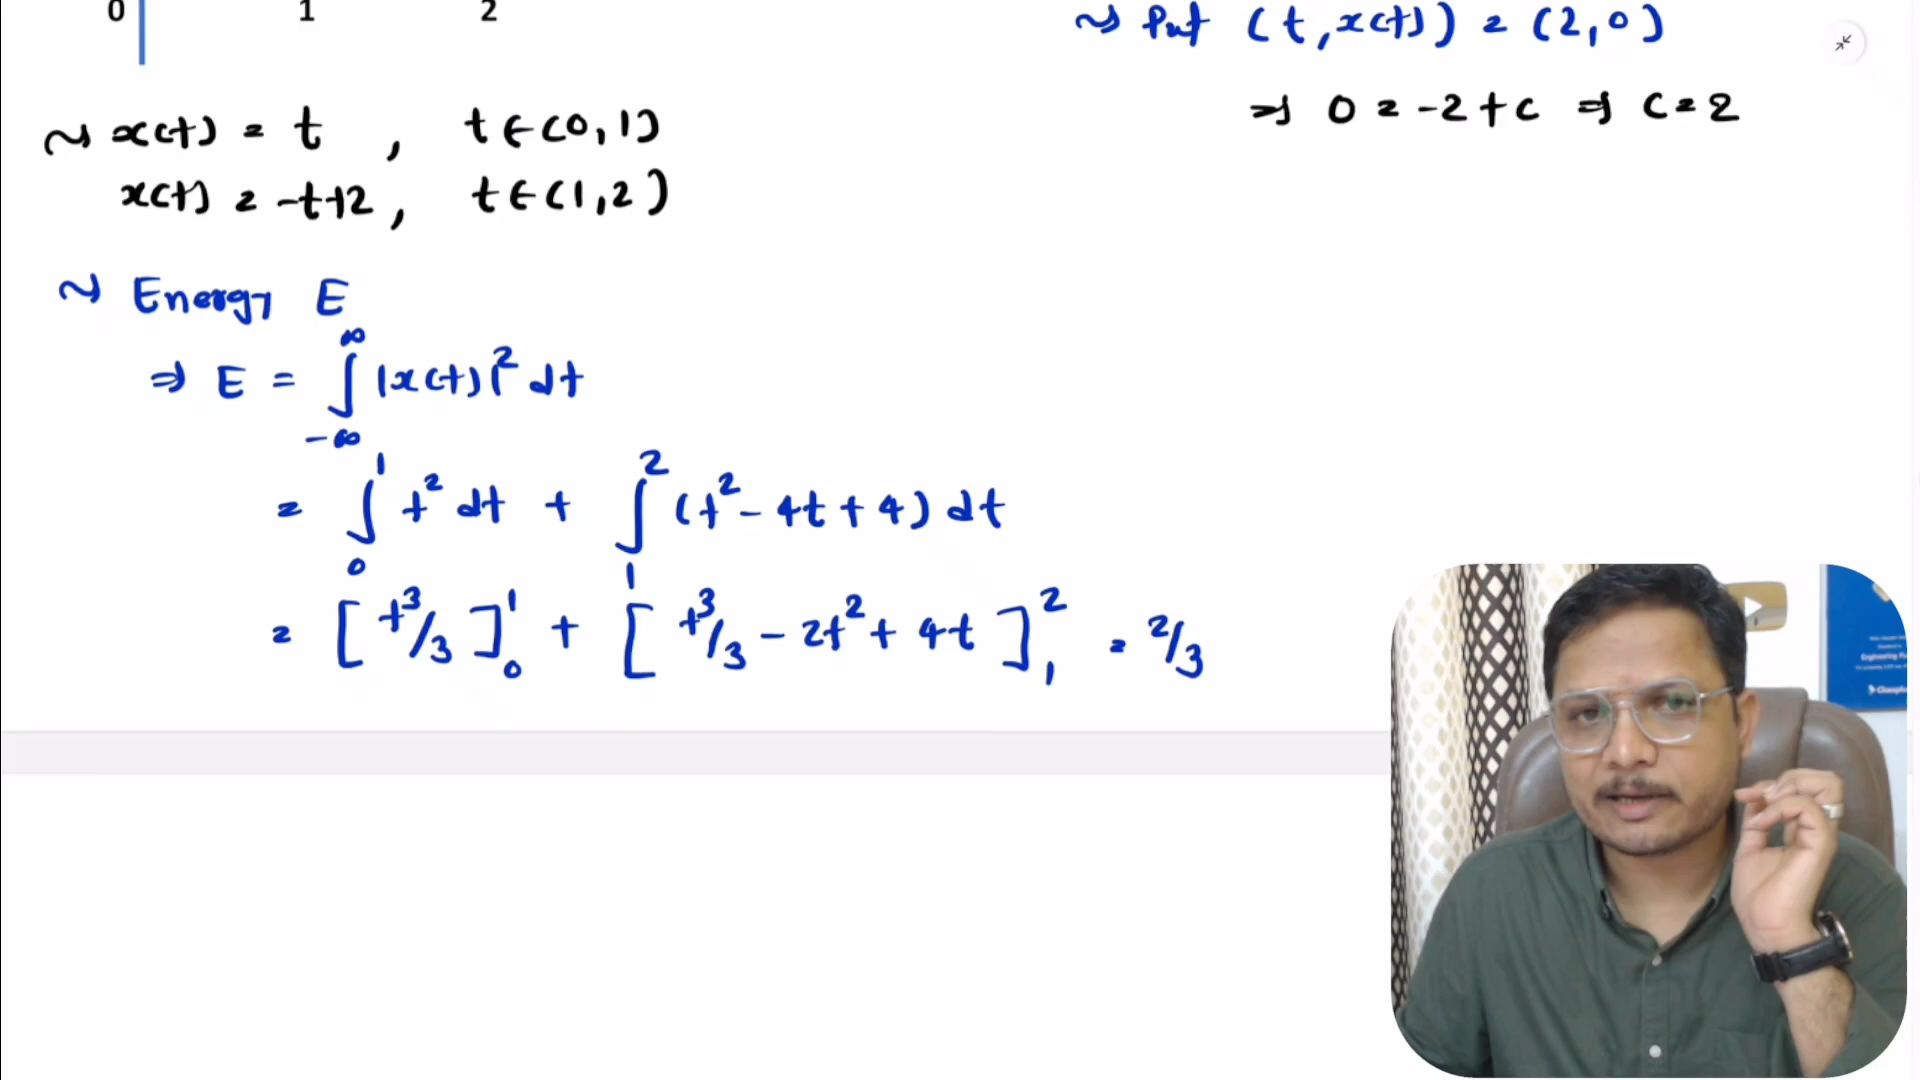 0 1 2
~ Put (t, x(t)) = (2,0)
⇒ 0 = -2 + C ⇒ C = 2
~ x(t) = t , t ∈ (0,1)
x(t) = -t+2 , t ∈ (1,2)
~ Energy E
⇒ E = ∫_{-∞}^{∞} |x(t)|² dt
= ∫_0^1 t² dt + ∫_1^2 (t² - 4t + 4) dt
= [t³/3]_0^1 + [t³/3 - 2t² + 4t]_1^2 = 2/3